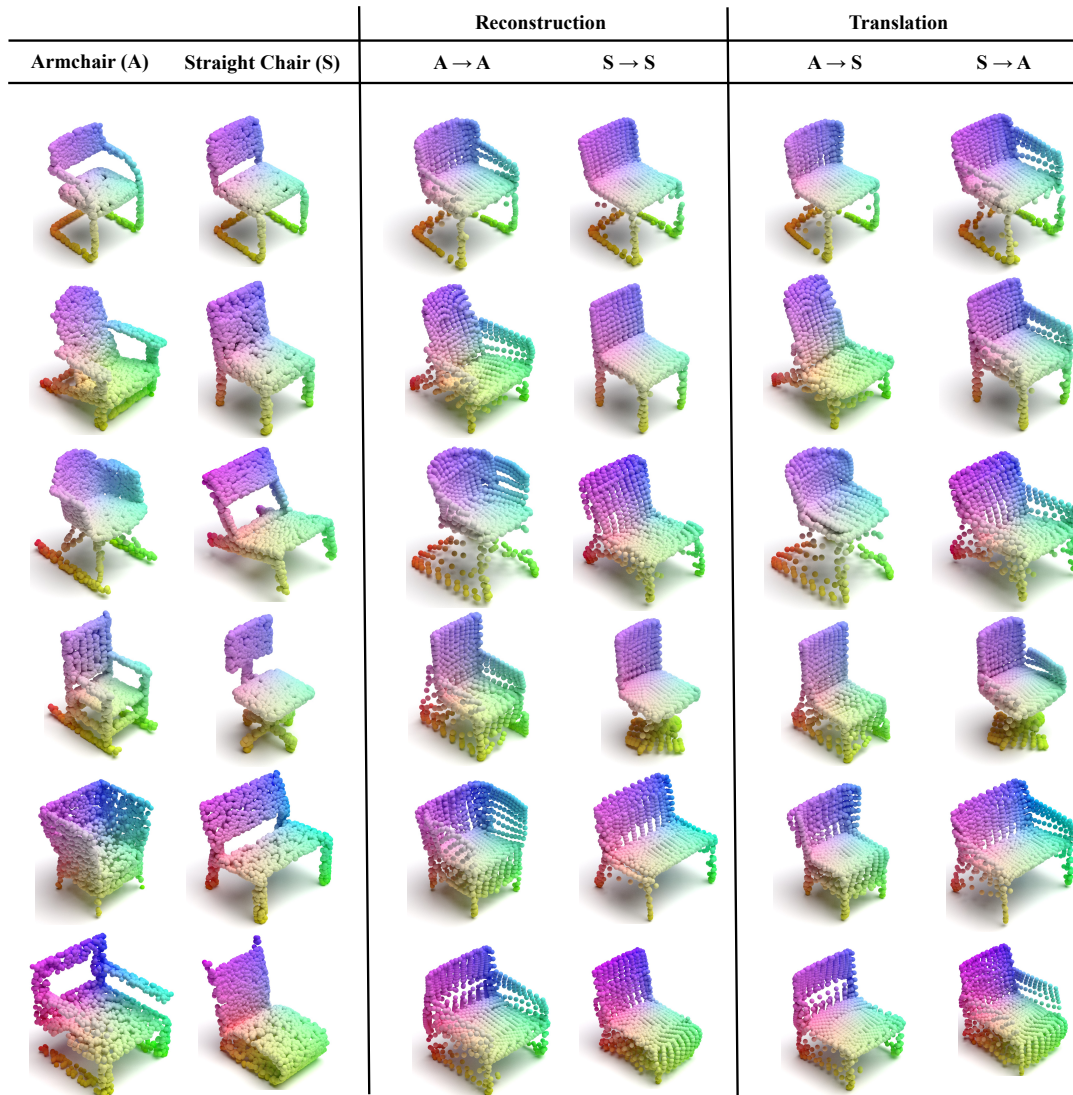 Reconstruction Translation
Armchair (A) Straight Chair (S) A → A S → S A → S S → A